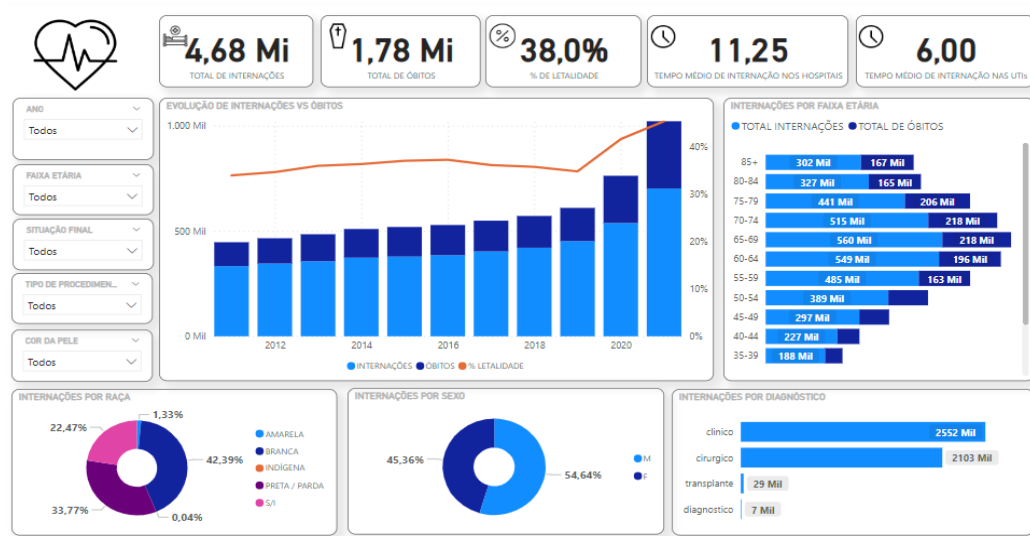 4,68 Mi
TOTAL DE INTERNAÇÕES
1,78 Mi
TOTAL DE ÓBITOS
38,0%
% DE LETALIDADE
11,25
TEMPO MÉDIO DE INTERNAÇÃO NOS HOSPITAIS
6,00
TEMPO MÉDIO DE INTERNAÇÃO NAS UTIs
ANO
Todos
FAIXA ETÁRIA
Todos
SITUAÇÃO FINAL
Todos
TIPO DE PROCEDIMEN...
Todos
COR DA PELE
Todos
EVOLUÇÃO DE INTERNAÇÕES VS ÓBITOS
1.000 Mil
500 Mil
0 Mil
40%
30%
20%
10%
0%
2012 2014 2016 2018 2020
INTERNAÇÕES ÓBITOS % LETALIDADE
INTERNAÇÕES POR FAIXA ETÁRIA
TOTAL INTERNAÇÕES TOTAL DE ÓBITOS
85+ 302 Mil 167 Mil
80-84 327 Mil 165 Mil
75-79 441 Mil 206 Mil
70-74 515 Mil 218 Mil
65-69 560 Mil 218 Mil
60-64 549 Mil 196 Mil
55-59 485 Mil 163 Mil
50-54 389 Mil
45-49 297 Mil
40-44 227 Mil
35-39 188 Mil
INTERNAÇÕES POR RAÇA
1,33%
22,47%
42,39%
33,77%
0,04%
AMARELA
BRANCA
INDÍGENA
PRETA / PARDA
S/I
INTERNAÇÕES POR SEXO
45,36%
54,64%
M
F
INTERNAÇÕES POR DIAGNÓSTICO
clinico 2552 Mil
cirurgico 2103 Mil
transplante 29 Mil
diagnostico 7 Mil